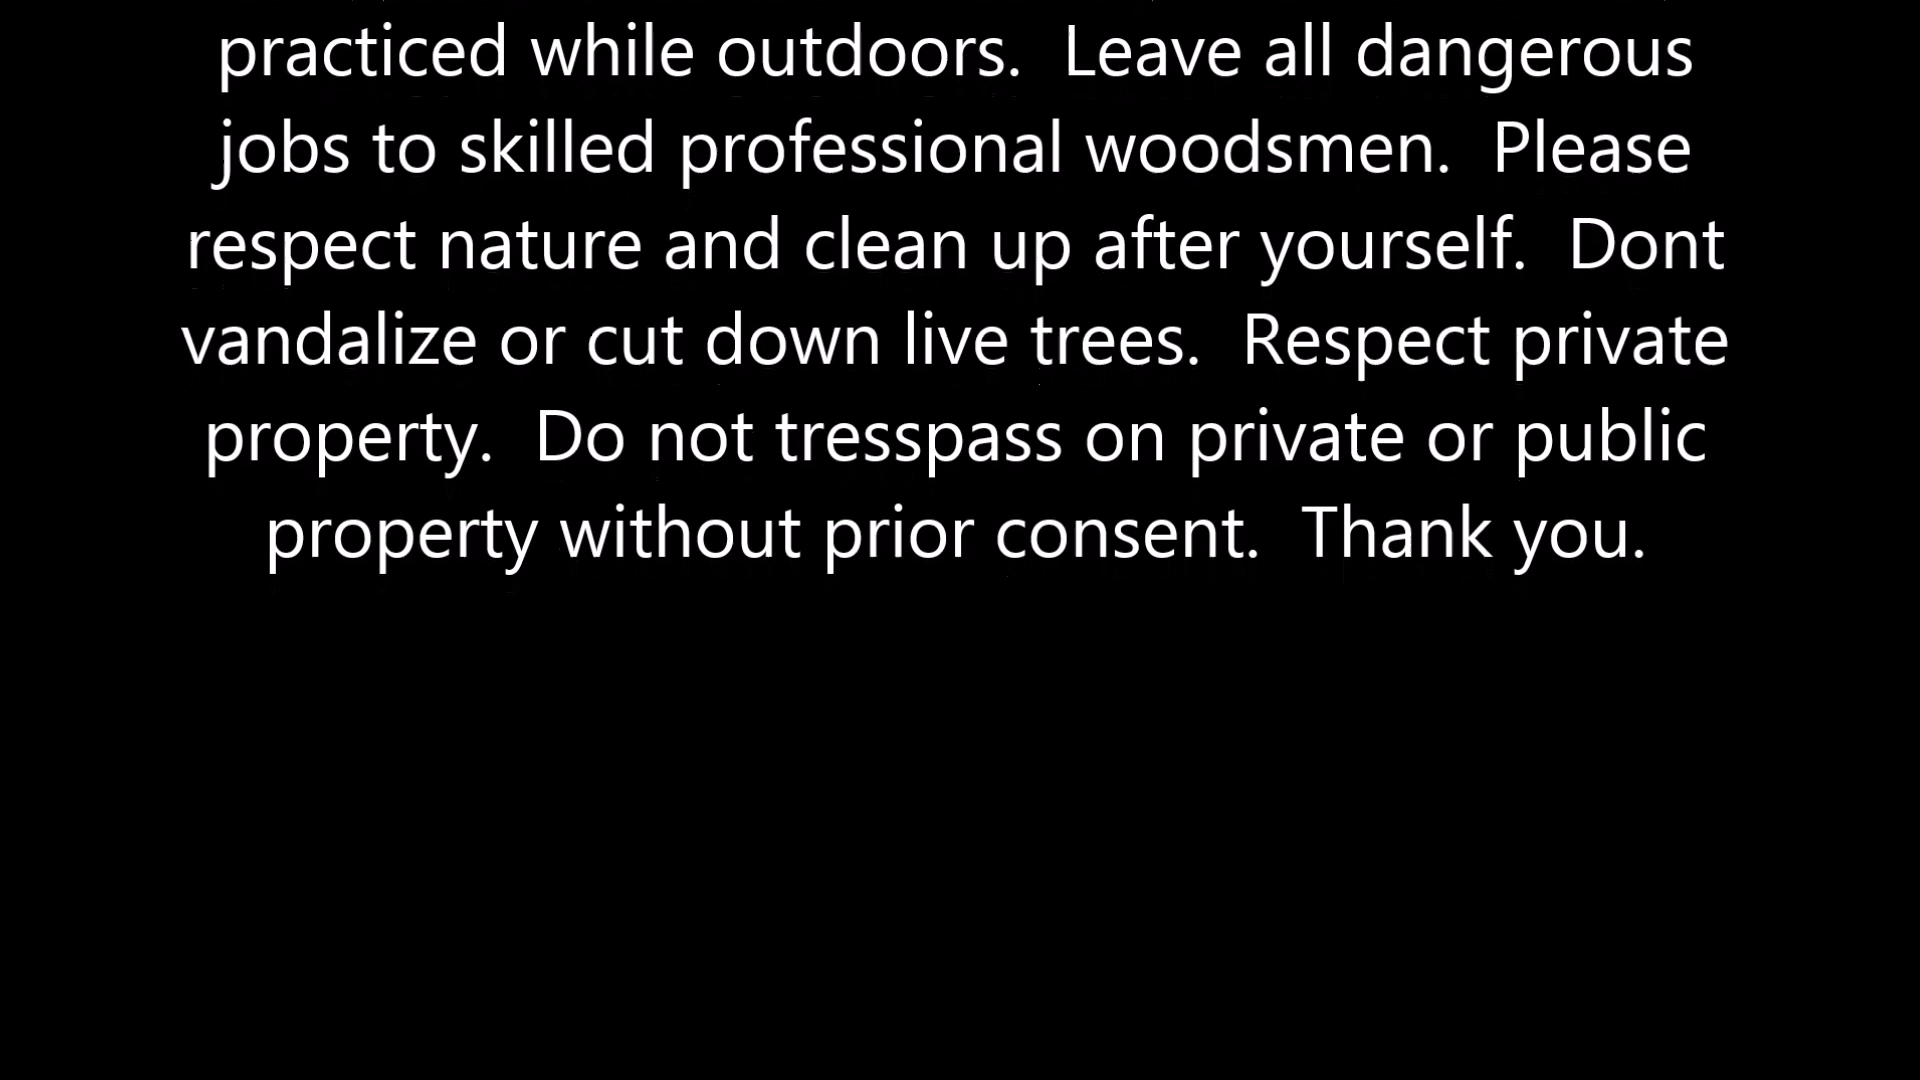 practiced while outdoors.  Leave all dangerous
jobs to skilled professional woodsmen.  Please
respect nature and clean up after yourself.  Dont
vandalize or cut down live trees.  Respect private
property.  Do not tresspass on private or public
property without prior consent.  Thank you.